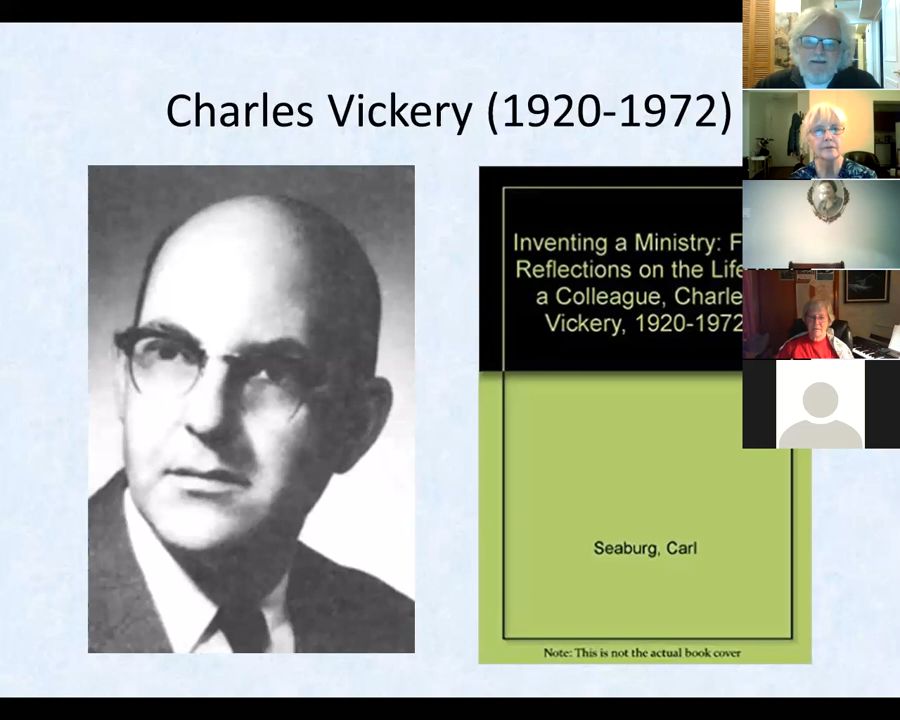 Charles Vickery (1920-1972)
Inventing a Ministry:
Reflections on the Life
a Colleague,
Vickery, 1920-1972
Seaburg, Carl
Note: This is not the actual book cover